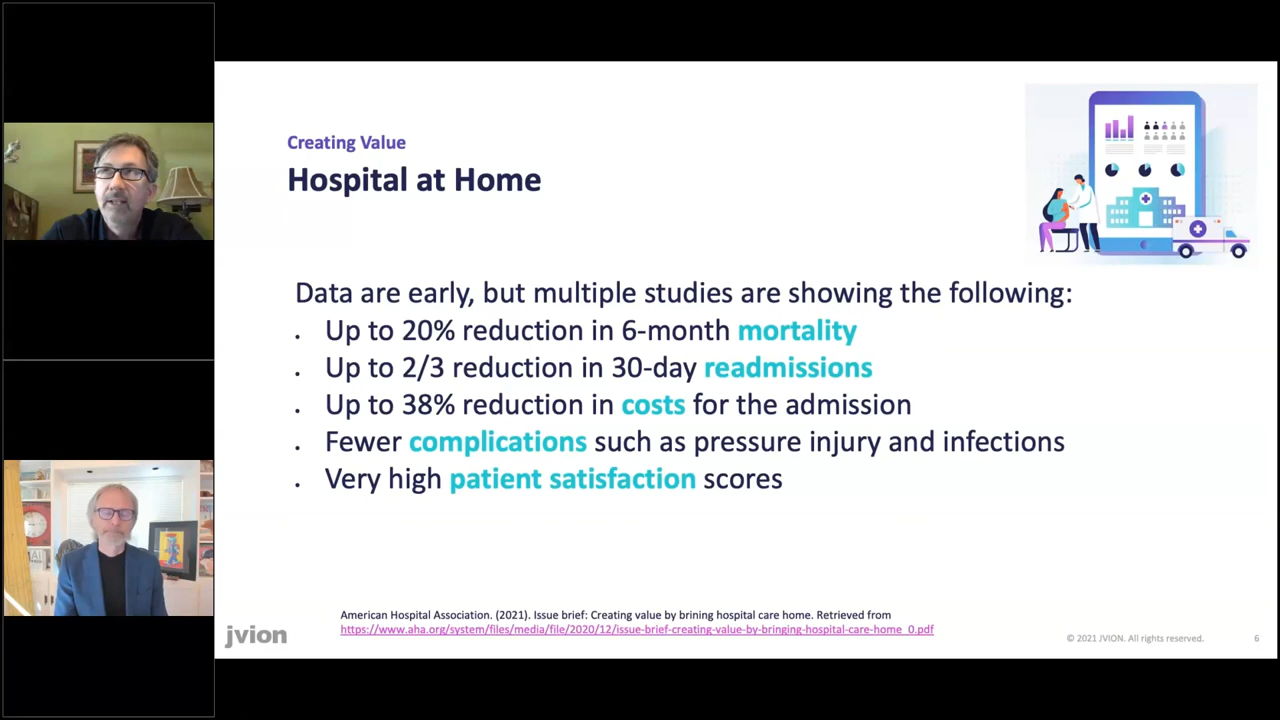 Creating Value
Hospital at Home
Data are early, but multiple studies are showing the following:
• Up to 20% reduction in 6-month mortality
• Up to 2/3 reduction in 30-day readmissions
• Up to 38% reduction in costs for the admission
• Fewer complications such as pressure injury and infections
• Very high patient satisfaction scores
American Hospital Association. (2021). Issue brief: Creating value by brining hospital care home. Retrieved from
https://www.aha.org/system/files/media/file/2020/12/issue-brief-creating-value-by-bringing-hospital-care-home_0.pdf
jvion
© 2021 JVION. All rights reserved.
6